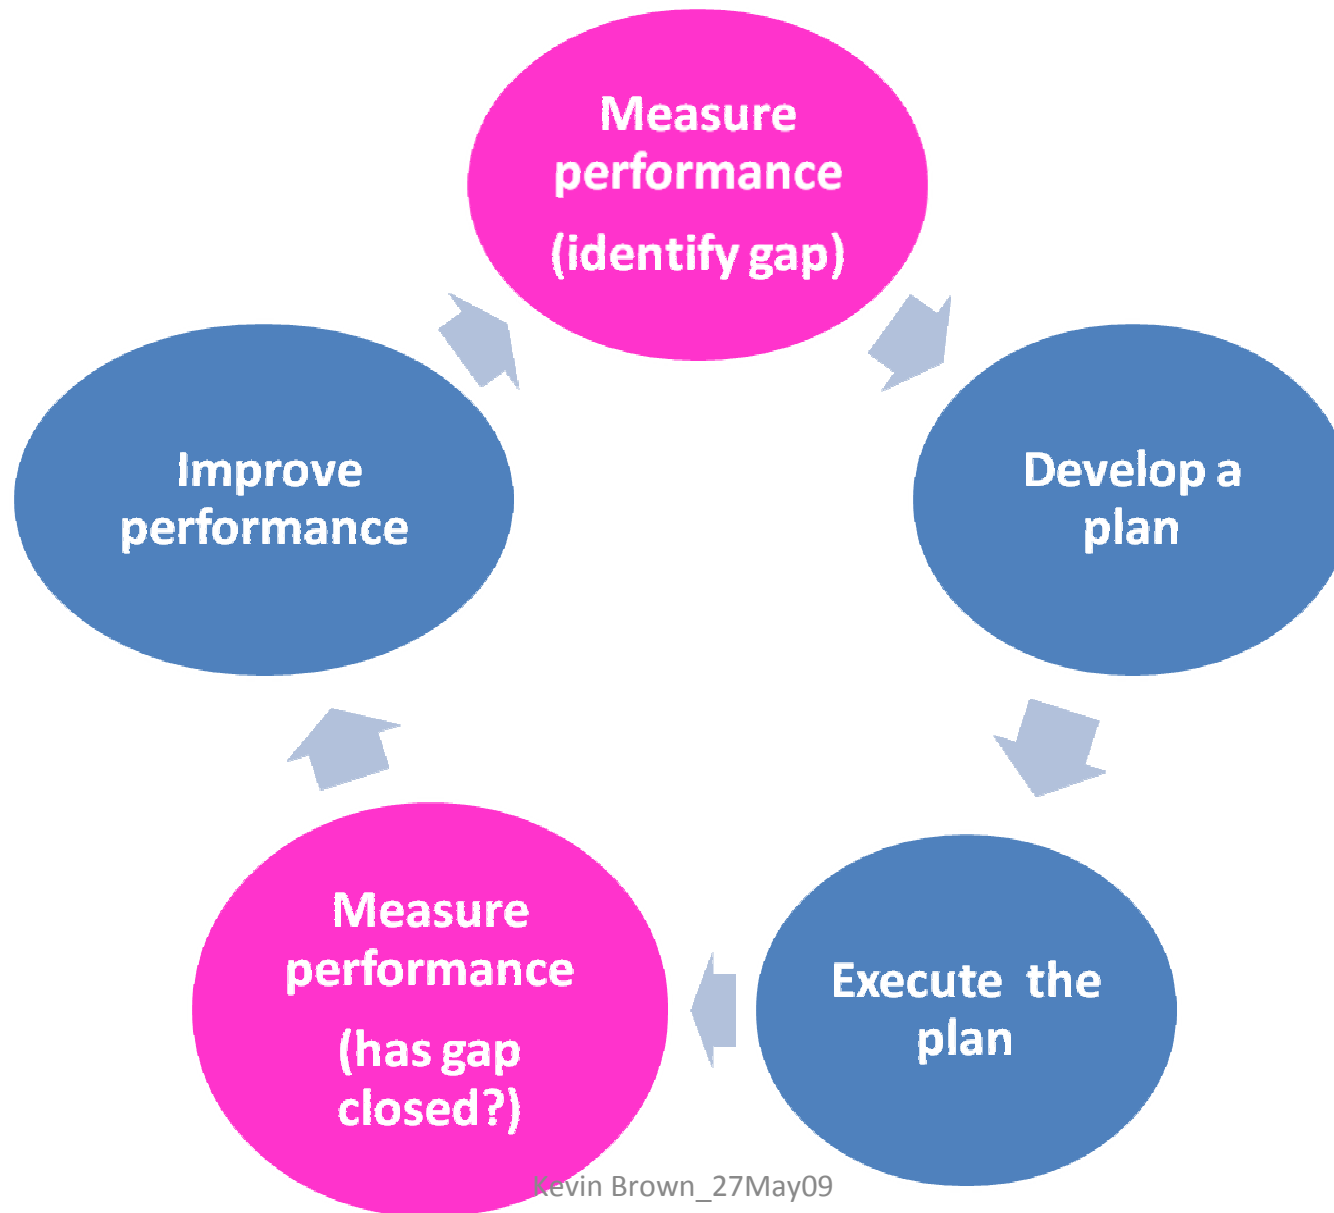 Measure
performance
(identify gap)
Develop a
plan
Execute the
plan
Measure
performance
(has gap
closed?)
Improve
performance
Kevin Brown_27May09